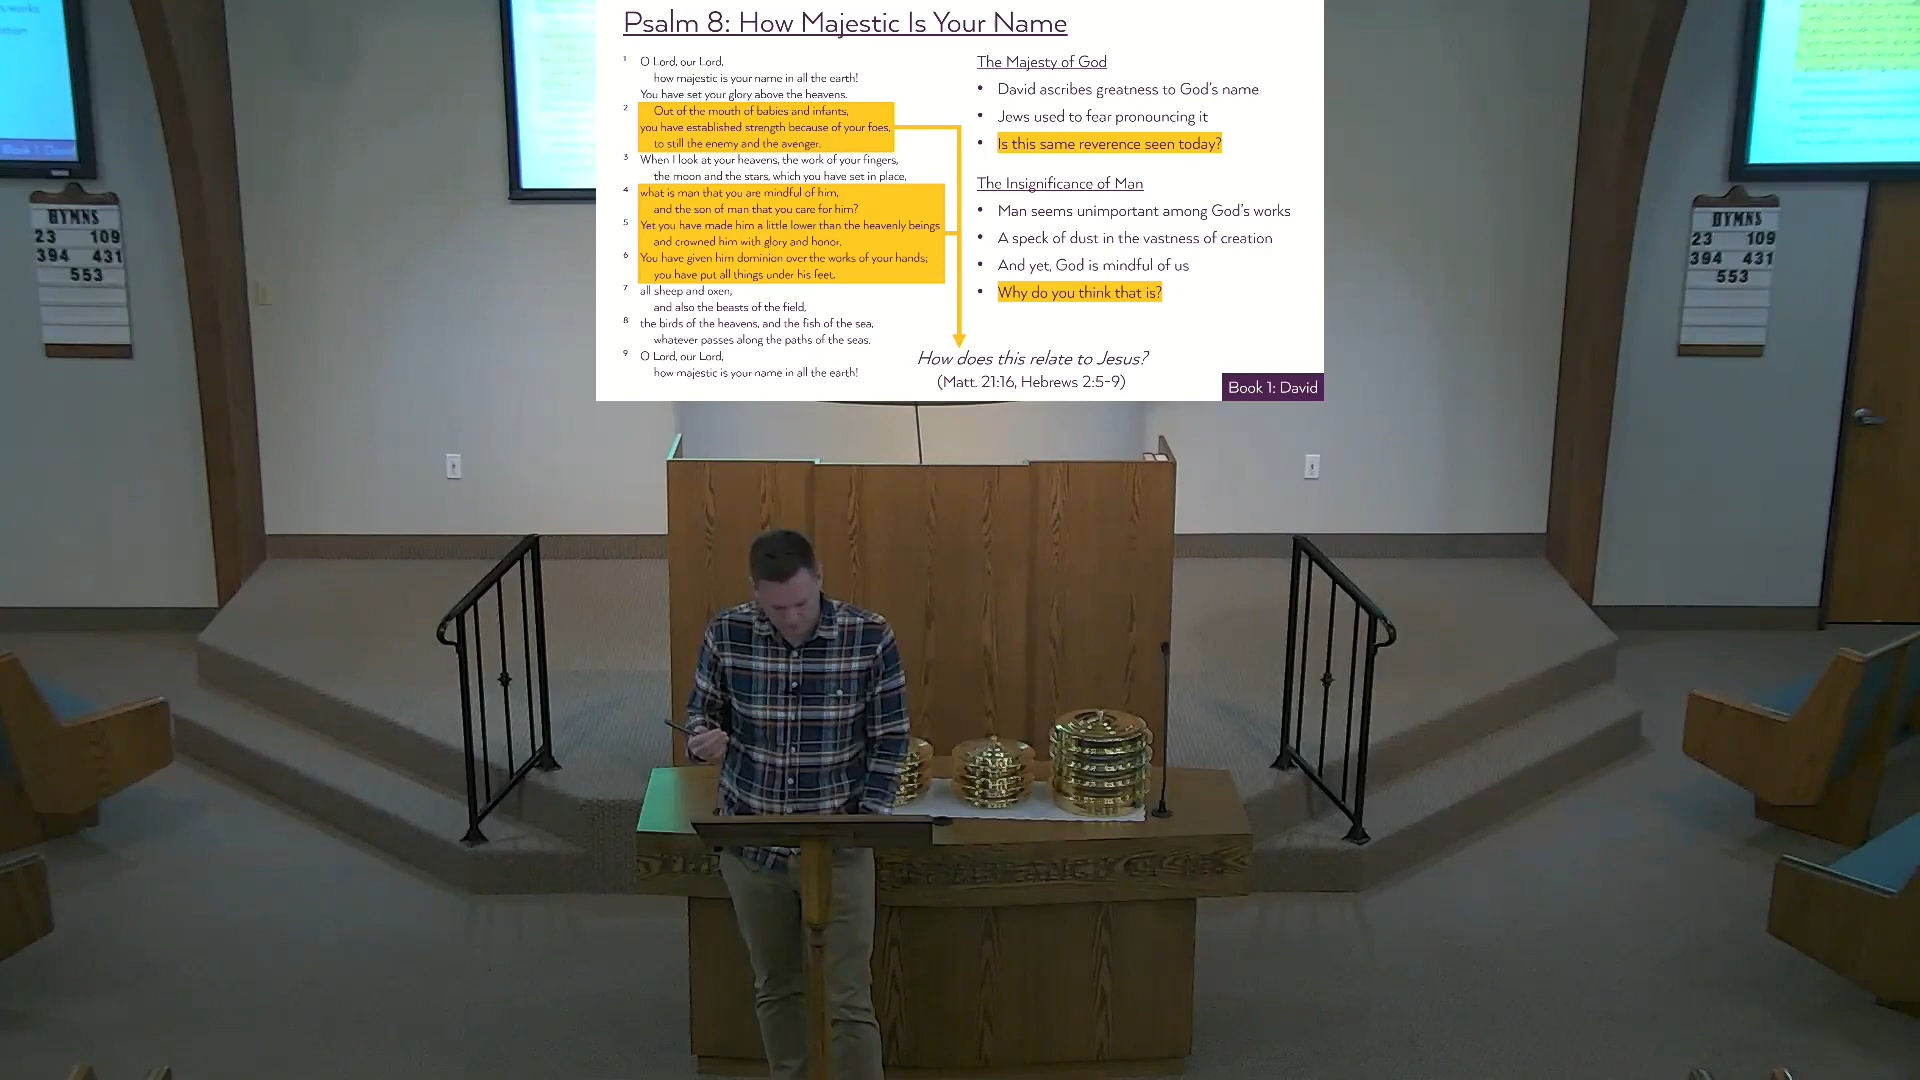 Psalm 8: How Majestic Is Your Name
1 O Lord, our Lord,
how majestic is your name in all the earth!
You have set your glory above the heavens.
2 Out of the mouth of babies and infants,
you have established strength because of your foes,
to still the enemy and the avenger.
3 When I look at your heavens, the work of your fingers,
the moon and the stars, which you have set in place,
4 what is man that you are mindful of him,
and the son of man that you care for him?
5 Yet you have made him a little lower than the heavenly beings
and crowned him with glory and honor.
6 You have given him dominion over the works of your hands;
you have put all things under his feet,
7 all sheep and oxen,
and also the beasts of the field,
8 the birds of the heavens, and the fish of the sea,
whatever passes along the paths of the seas.
9 O Lord, our Lord,
how majestic is your name in all the earth!
The Majesty of God
• David ascribes greatness to God's name
• Jews used to fear pronouncing it
• Is this same reverence seen today?
The Insignificance of Man
• Man seems unimportant among God's works
• A speck of dust in the vastness of creation
• And yet, God is mindful of us
• Why do you think that is?
How does this relate to Jesus?
(Matt. 21:16, Hebrews 2:5-9)
Book 1: David
works
Book 1: David
HYMNS
23 109
394 431
553
HYMNS
23 109
394 431
553